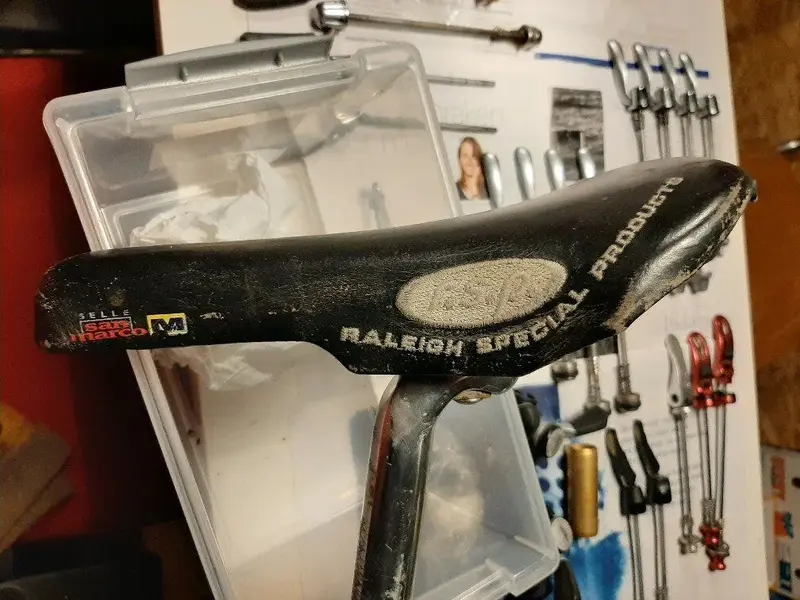 SELLE
san
marco
M
RSP
RALEIGH SPECIAL PRODUCTS